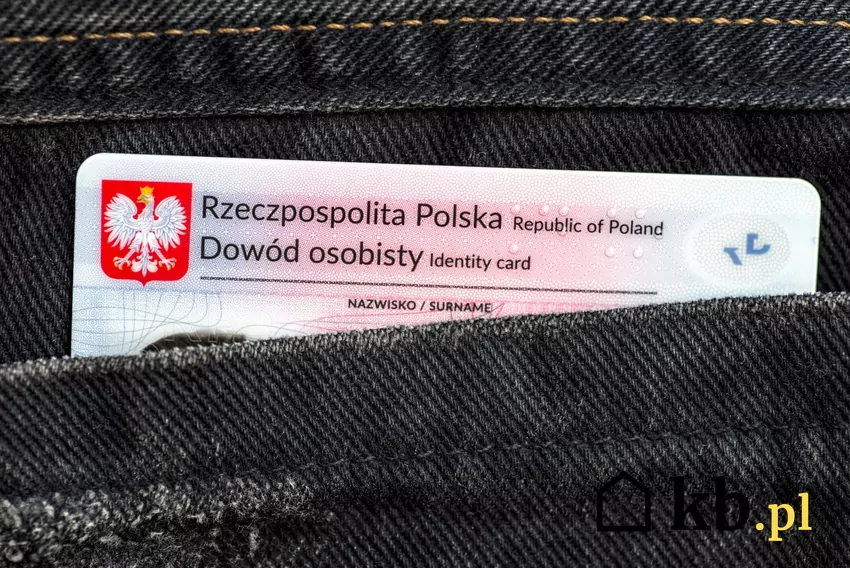 Rzeczpospolita Polska Republic of Poland
Dowód osobisty Identity card
NAZWISKO / SURNAME
kb.pl